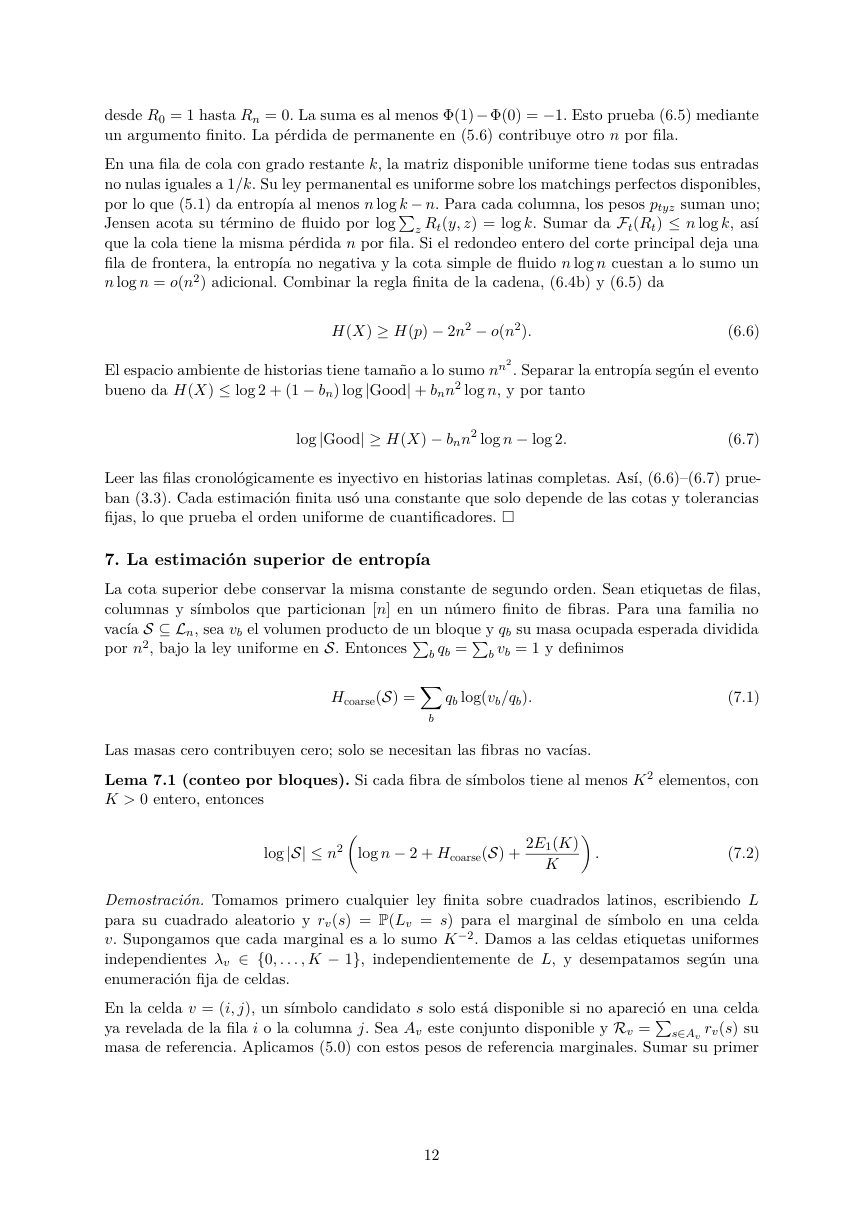 desde R₀ = 1 hasta Rₙ = 0. La suma es al menos Φ(1) − Φ(0) = −1. Esto prueba (6.5) mediante
un argumento finito. La pérdida de permanente en (5.6) contribuye otro n por fila.
En una fila de cola con grado restante k, la matriz disponible uniforme tiene todas sus entradas
no nulas iguales a 1/k. Su ley permanental es uniforme sobre los matchings perfectos disponibles,
por lo que (5.1) da entropía al menos n log k − n. Para cada columna, los pesos p_{tyz} suman uno;
Jensen acota su término de fluido por log ∑_z R_t(y, z) = log k. Sumar da ℱ_t(R_t) ≤ n log k, así
que la cola tiene la misma pérdida n por fila. Si el redondeo entero del corte principal deja una
fila de frontera, la entropía no negativa y la cota simple de fluido n log n cuestan a lo sumo un
n log n = o(n²) adicional. Combinar la regla finita de la cadena, (6.4b) y (6.5) da
H(X) ≥ H(p) − 2n² − o(n²). (6.6)
El espacio ambiente de historias tiene tamaño a lo sumo n^{n²}. Separar la entropía según el evento
bueno da H(X) ≤ log 2 + (1 − bₙ) log |Good| + bₙn² log n, y por tanto
log |Good| ≥ H(X) − bₙn² log n − log 2. (6.7)
Leer las filas cronológicamente es inyectivo en historias latinas completas. Así, (6.6)–(6.7) prue-
ban (3.3). Cada estimación finita usó una constante que solo depende de las cotas y tolerancias
fijas, lo que prueba el orden uniforme de cuantificadores. □
7. La estimación superior de entropía
La cota superior debe conservar la misma constante de segundo orden. Sean etiquetas de filas,
columnas y símbolos que particionan [n] en un número finito de fibras. Para una familia no
vacía 𝒮 ⊆ ℒₙ, sea v_b el volumen producto de un bloque y q_b su masa ocupada esperada dividida
por n², bajo la ley uniforme en 𝒮. Entonces ∑_b q_b = ∑_b v_b = 1 y definimos
H_{coarse}(𝒮) = ∑_b q_b log(v_b/q_b). (7.1)
Las masas cero contribuyen cero; solo se necesitan las fibras no vacías.
Lema 7.1 (conteo por bloques). Si cada fibra de símbolos tiene al menos K² elementos, con
K > 0 entero, entonces
log |𝒮| ≤ n² (log n − 2 + H_{coarse}(𝒮) + 2E₁(K)/K). (7.2)
Demostración. Tomamos primero cualquier ley finita sobre cuadrados latinos, escribiendo L
para su cuadrado aleatorio y r_v(s) = ℙ(L_v = s) para el marginal de símbolo en una celda
v. Supongamos que cada marginal es a lo sumo K⁻². Damos a las celdas etiquetas uniformes
independientes λ_v ∈ {0, . . . , K − 1}, independientemente de L, y desempatamos según una
enumeración fija de celdas.
En la celda v = (i, j), un símbolo candidato s solo está disponible si no apareció en una celda
ya revelada de la fila i o la columna j. Sea A_v este conjunto disponible y ℛ_v = ∑_{s∈A_v} r_v(s) su
masa de referencia. Aplicamos (5.0) con estos pesos de referencia marginales. Sumar su primer
12